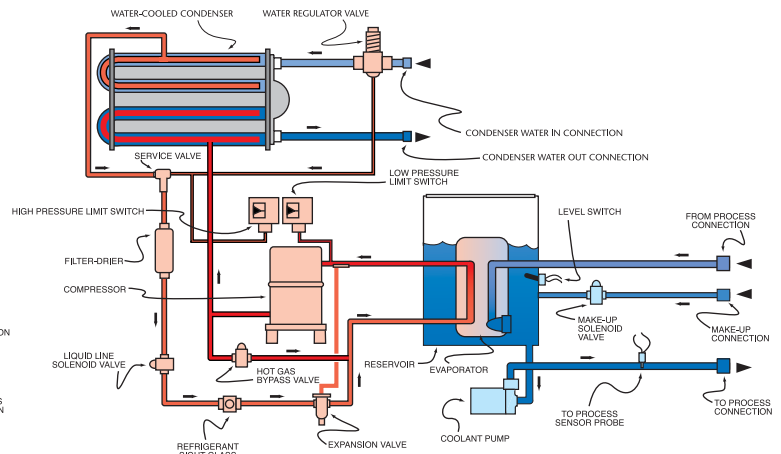 WATER-COOLED CONDENSER
WATER REGULATOR VALVE
CONDENSER WATER IN CONNECTION
CONDENSER WATER OUT CONNECTION
SERVICE VALVE
LOW PRESSURE
LIMIT SWITCH
HIGH PRESSURE LIMIT SWITCH
LEVEL SWITCH
FROM PROCESS
CONNECTION
FILTER-DRIER
COMPRESSOR
MAKE-UP
SOLENOID
VALVE
MAKE-UP
CONNECTION
ON
LIQUID LINE
SOLENOID VALVE
HOT GAS
BYPASS VALVE
RESERVOIR
EVAPORATOR
S
N
TO PROCESS
SENSOR PROBE
TO PROCESS
CONNECTION
COOLANT PUMP
EXPANSION VALVE
REFRIGERANT
SIGHT GLASS